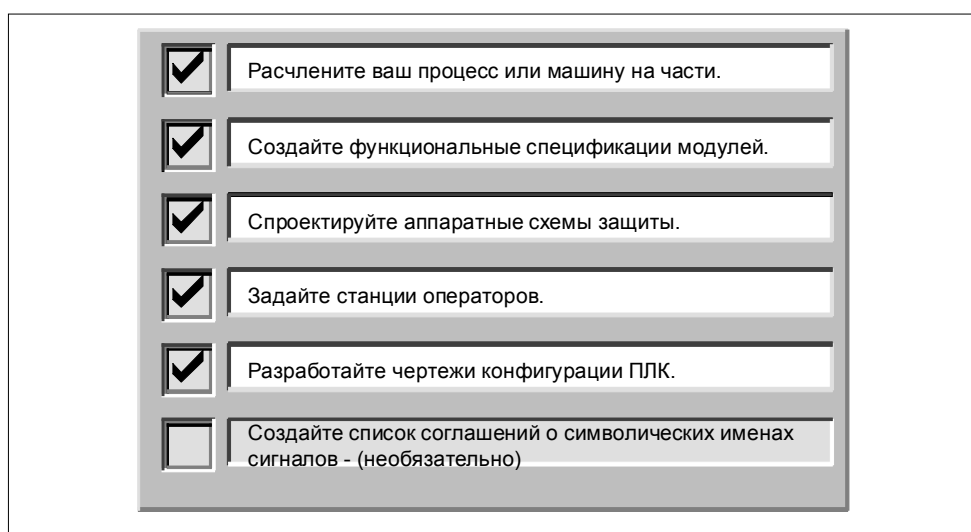 Расчлените ваш процесс или машину на части.
Создайте функциональные спецификации модулей.
Спроектируйте аппаратные схемы защиты.
Задайте станции операторов.
Разработайте чертежи конфигурации ПЛК.
Создайте список соглашений о символических именах
сигналов - (необязательно)